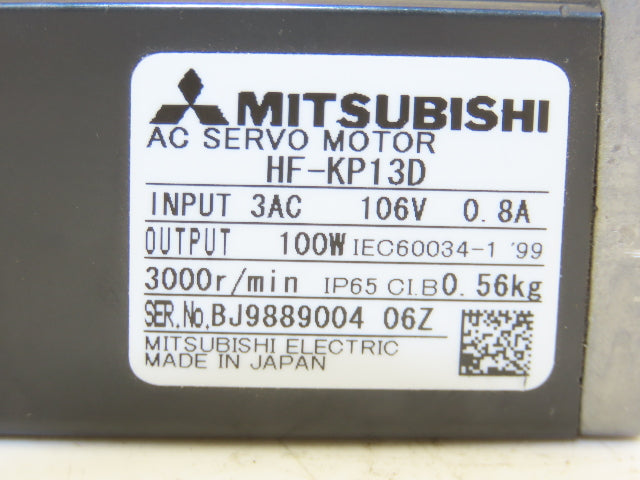 MITSUBISHI
AC SERVO MOTOR
HF-KP13D
INPUT 3AC 106V 0.8A
OUTPUT 100W IEC60034-1 '99
3000r/min IP65 CI.B 0.56kg
SER.No.BJ9889004 06Z
MITSUBISHI ELECTRIC
MADE IN JAPAN